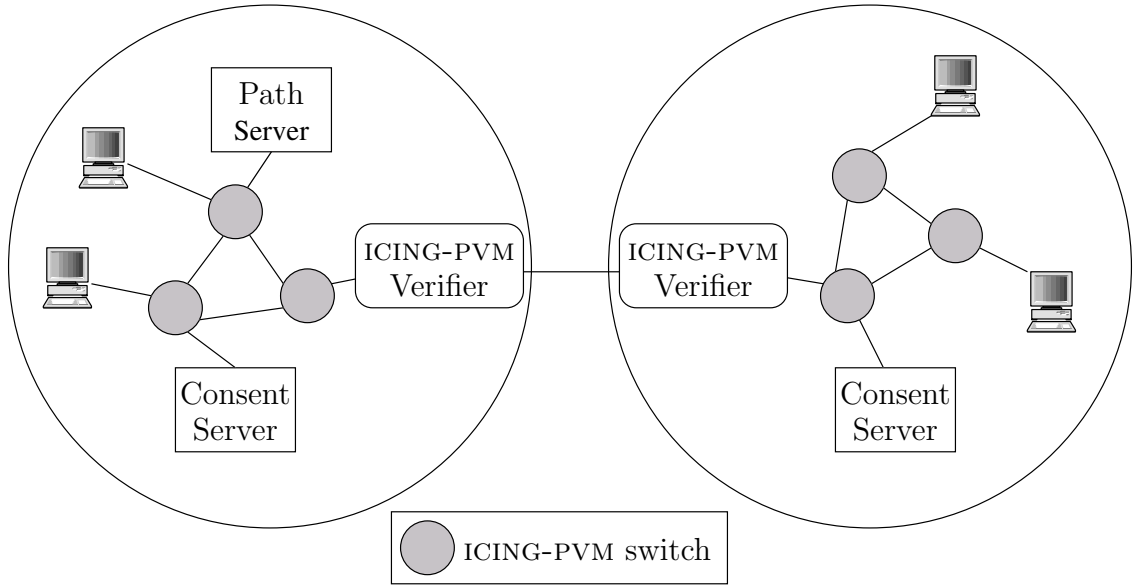 Path
Server
ICING-PVM
Verifier
Consent
Server
ICING-PVM
Verifier
Consent
Server
ICING-PVM switch